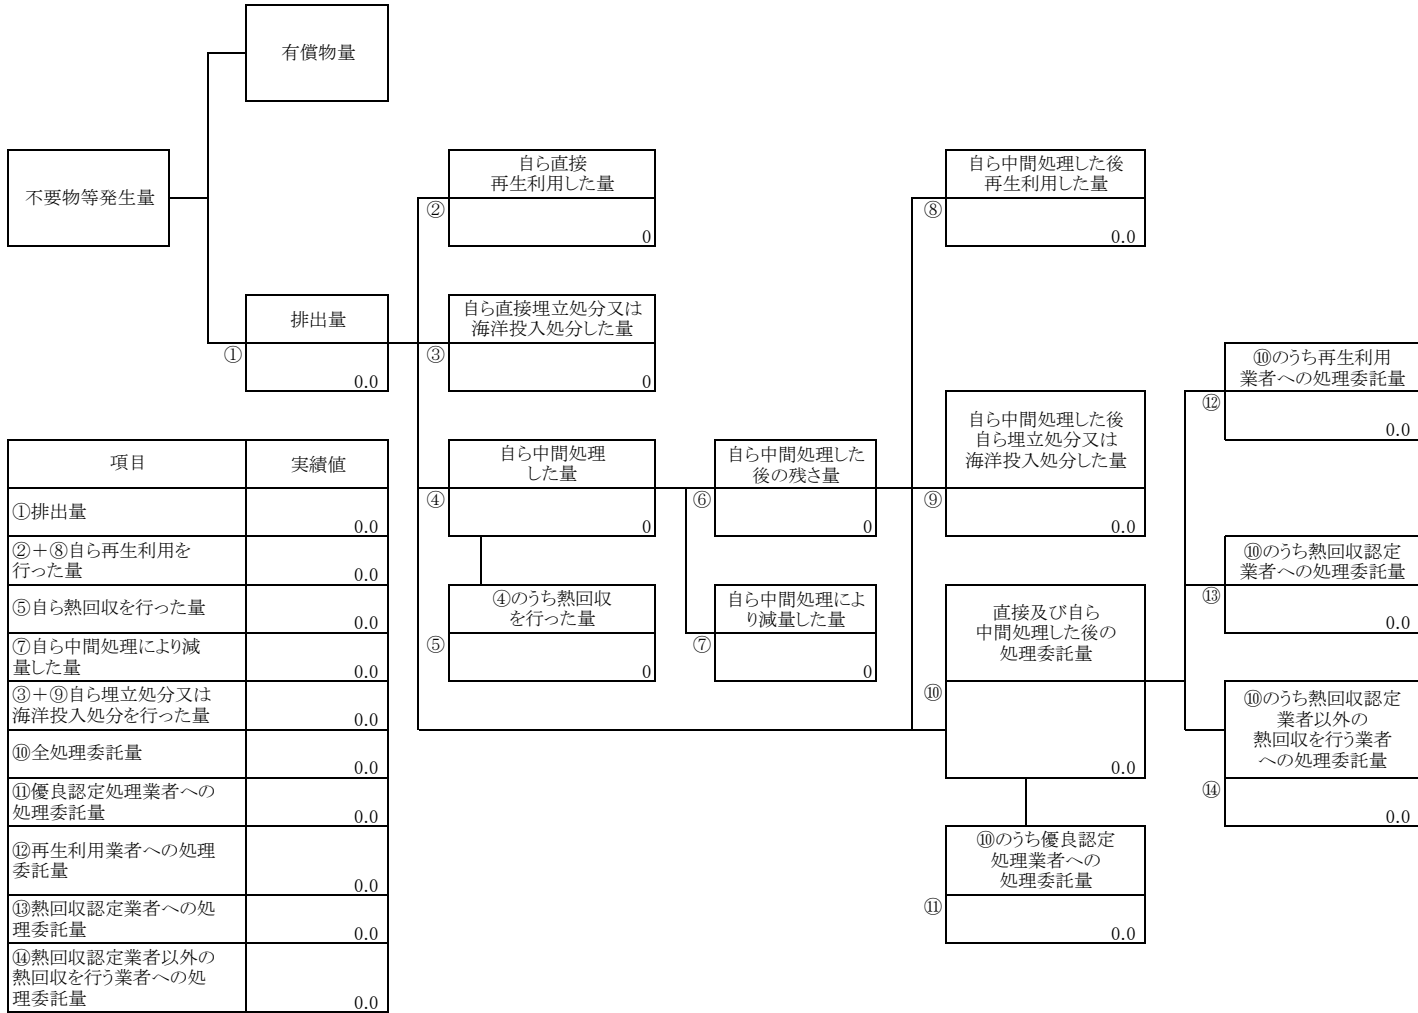 有償物量
不要物等発生量
自ら直接
再生利用した量
②
0
自ら中間処理した後
再生利用した量
⑧
0.0
排出量
①
0.0
自ら直接埋立処分又は
海洋投入処分した量
③
0
⑩のうち再生利用
業者への処理委託量
⑫
0.0
自ら中間処理した後
自ら埋立処分又は
海洋投入処分した量
⑨
0.0
自ら中間処理
した量
④
0
自ら中間処理した
後の残さ量
⑥
0
⑩のうち熱回収認定
業者への処理委託量
⑬
0.0
④のうち熱回収
を行った量
⑤
0
自ら中間処理によ
り減量した量
⑦
0
直接及び自ら
中間処理した後の
処理委託量
⑩
0.0
⑩のうち熱回収認定
業者以外の
熱回収を行う業者
への処理委託量
⑭
0.0
⑩のうち優良認定
処理業者への
処理委託量
⑪
0.0
項目 実績値
①排出量
0.0
②＋⑧自ら再生利用を
行った量
0.0
⑤自ら熱回収を行った量
0.0
⑦自ら中間処理により減
量した量
0.0
③＋⑨自ら埋立処分又は
海洋投入処分を行った量
0.0
⑩全処理委託量
0.0
⑪優良認定処理業者への
処理委託量
0.0
⑫再生利用業者への処理
委託量
0.0
⑬熱回収認定業者への処
理委託量
0.0
⑭熱回収認定業者以外の
熱回収を行う業者への処
理委託量
0.0